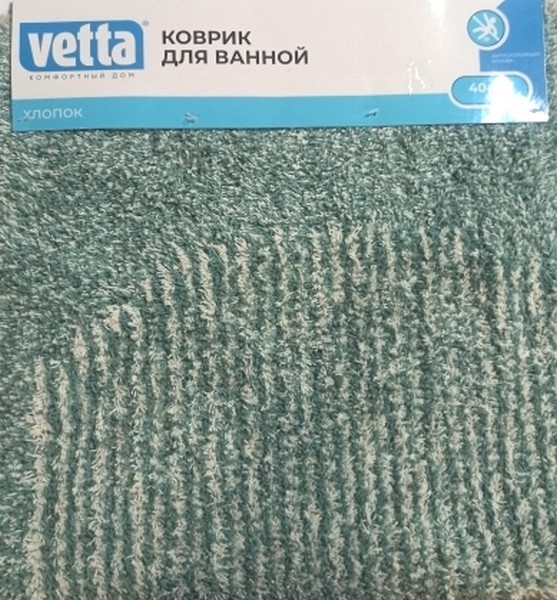 vetta®
КОМФОРТНЫЙ ДОМ
КОВРИК
ДЛЯ ВАННОЙ
ХЛОПОК